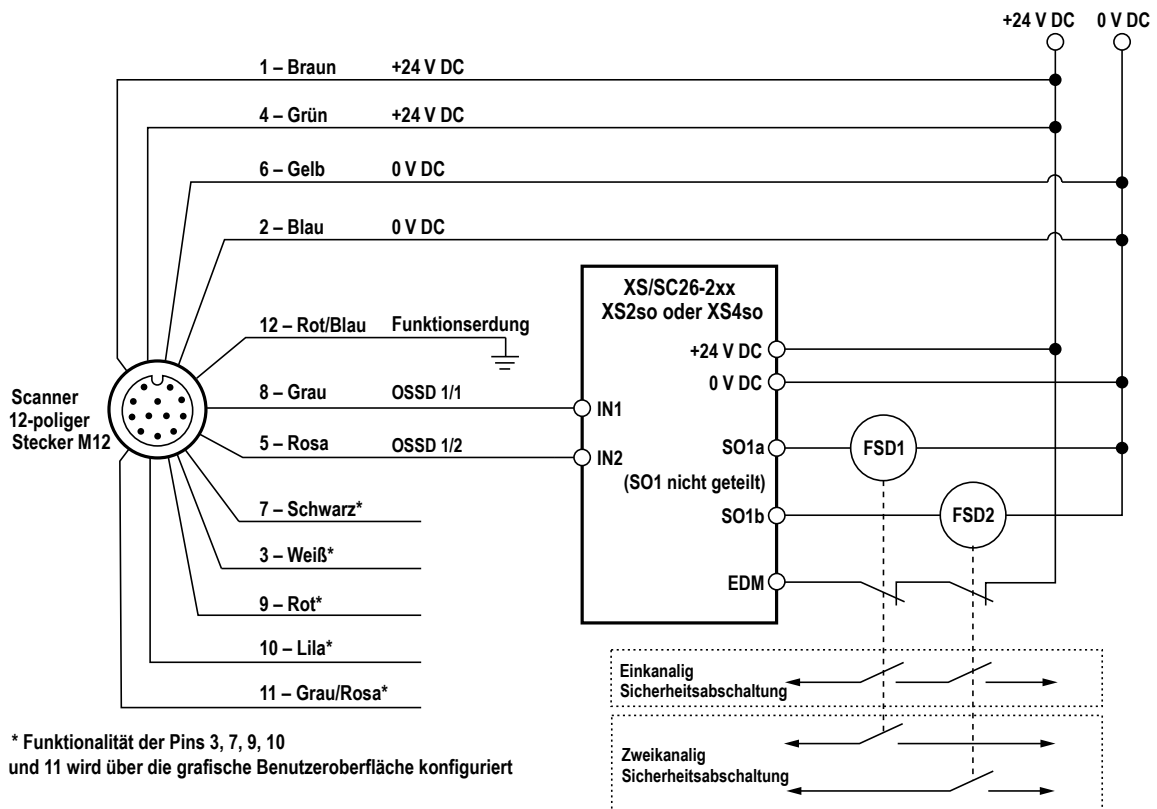 +24 V DC 0 V DC
1 – Braun +24 V DC
4 – Grün +24 V DC
6 – Gelb 0 V DC
2 – Blau 0 V DC
12 – Rot/Blau Funktionserdung
8 – Grau OSSD 1/1
5 – Rosa OSSD 1/2
7 – Schwarz*
3 – Weiß*
9 – Rot*
10 – Lila*
11 – Grau/Rosa*
Scanner
12-poliger
Stecker M12
XS/SC26-2xx
XS2so oder XS4so
+24 V DC
0 V DC
IN1
IN2
SO1a
(SO1 nicht geteilt)
SO1b
EDM
FSD1
FSD2
Einkanalig
Sicherheitsabschaltung
Zweikanalig
Sicherheitsabschaltung
* Funktionalität der Pins 3, 7, 9, 10
und 11 wird über die grafische Benutzeroberfläche konfiguriert